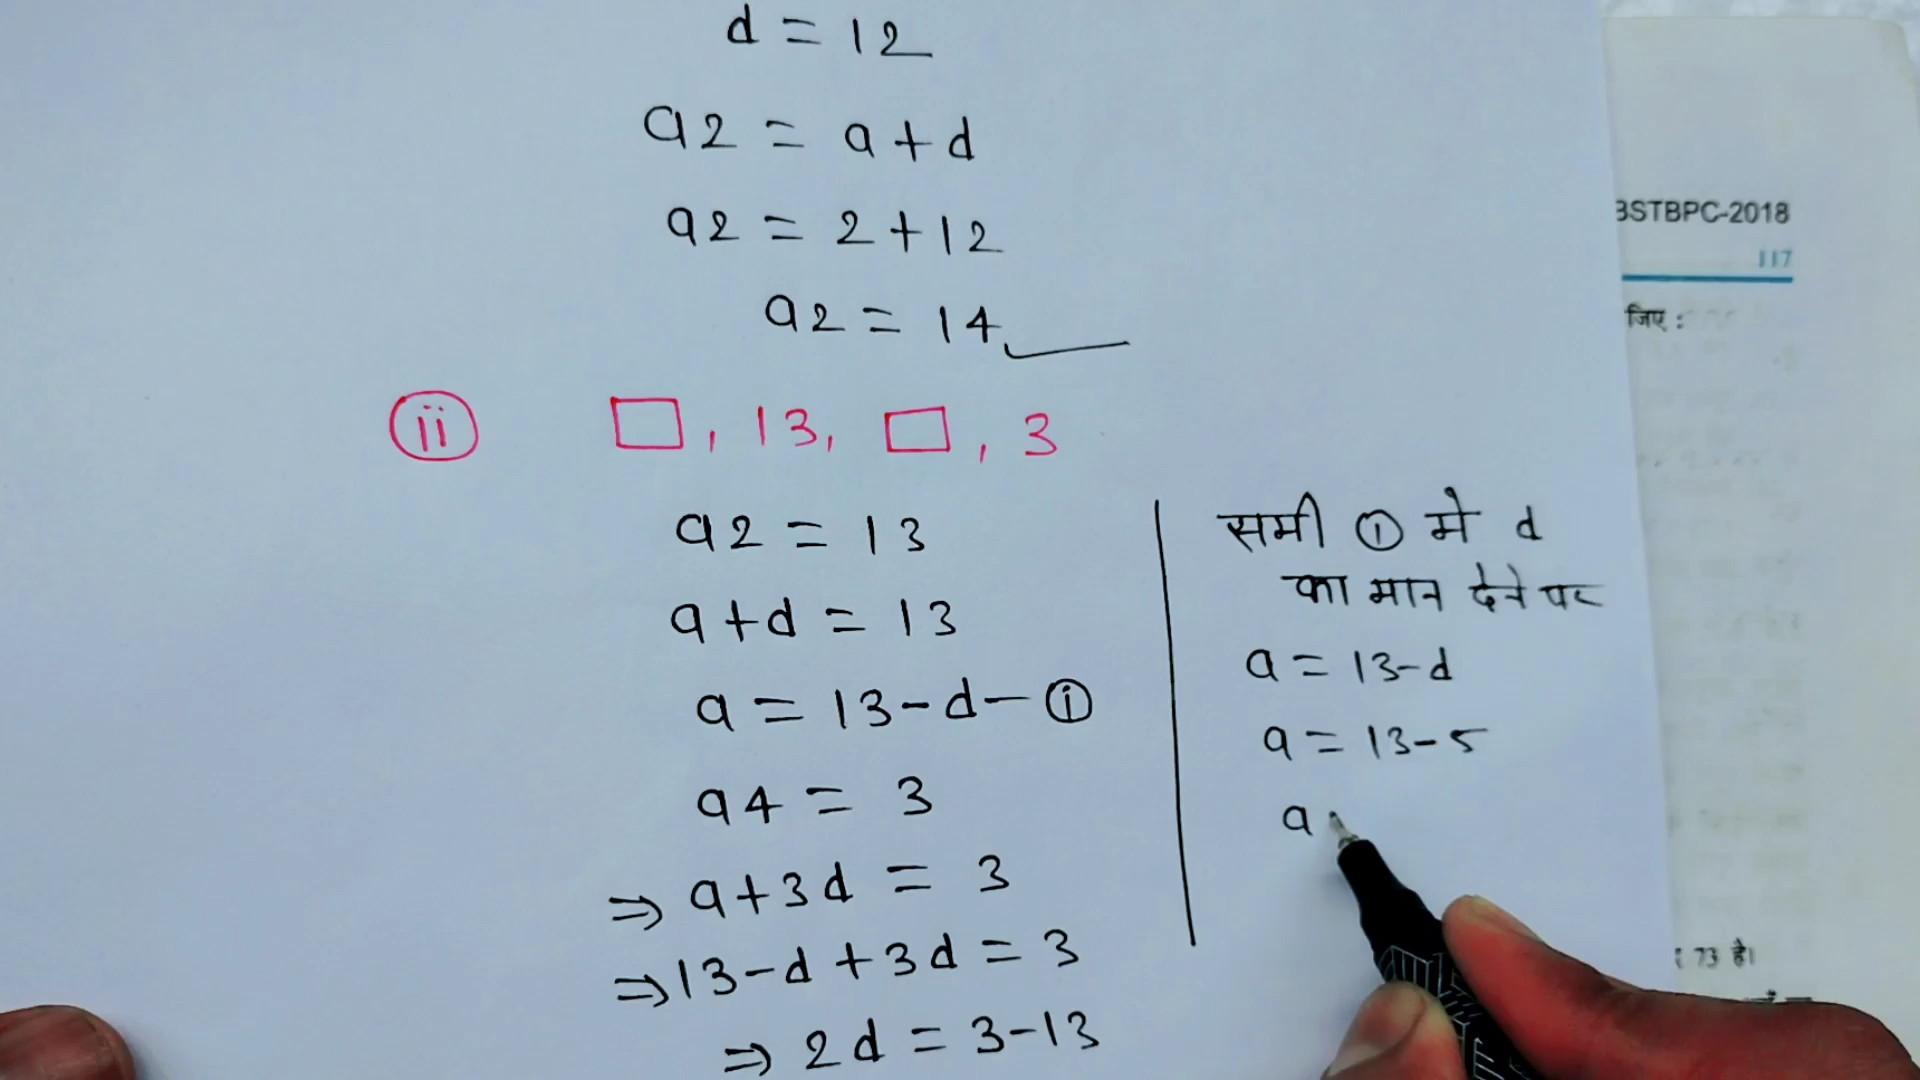 d = 12
a2 = a + d
a2 = 2 + 12
a2 = 14
BSTBPC-2018
117
जिए :
ii □, 13, □, 3
a2 = 13
a + d = 13
a = 13 - d - ①
a4 = 3
⇒ a + 3d = 3
⇒ 13 - d + 3d = 3
⇒ 2d = 3 - 13
समी ① मे d
का मान देने पर
a = 13 - d
a = 13 - 5
a
73 है।